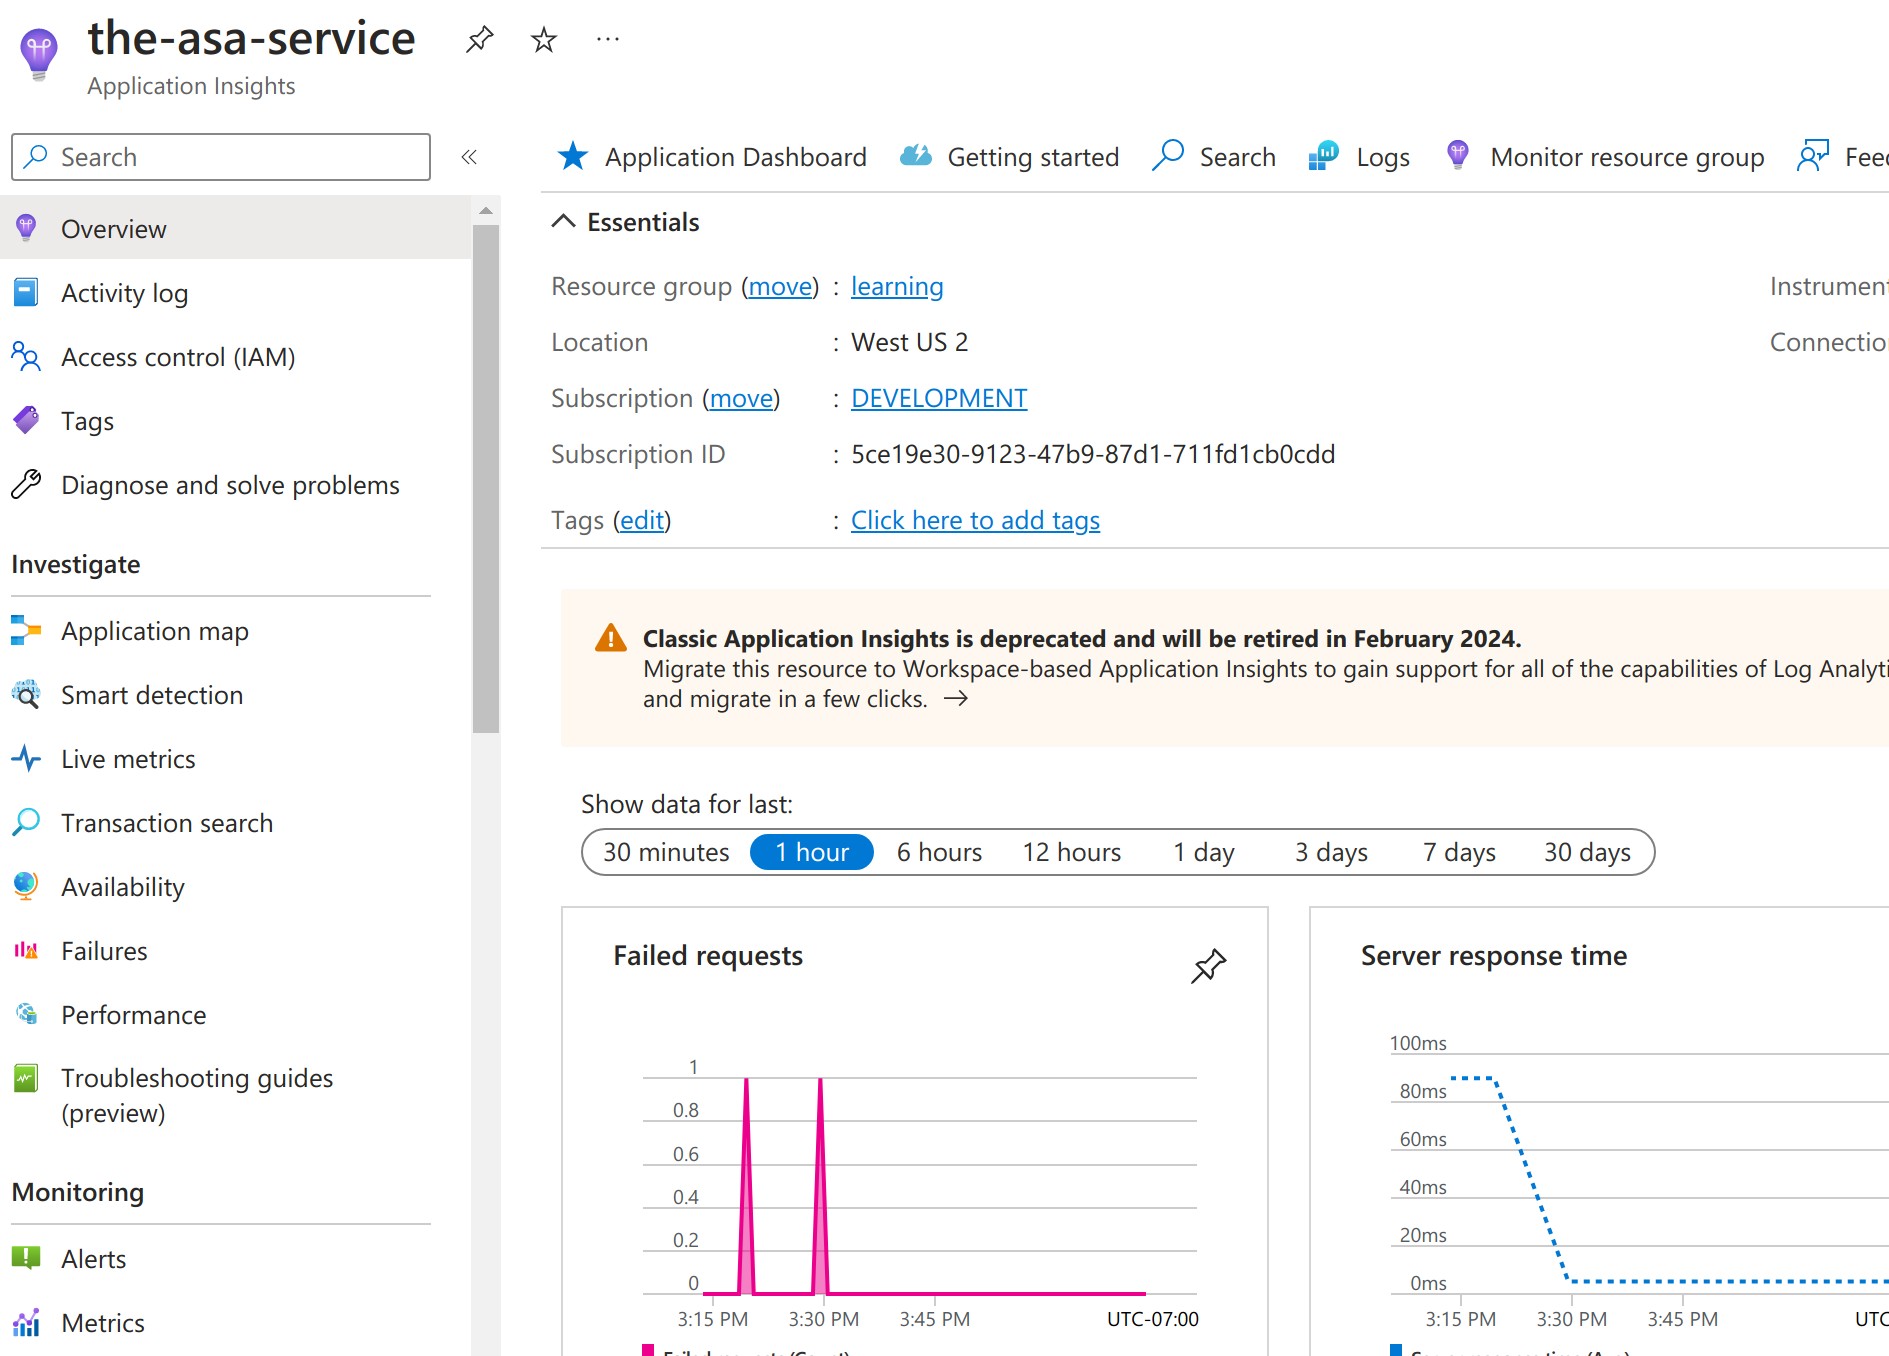 the-asa-service
Application Insights
Search
Application Dashboard
Getting started
Search
Logs
Monitor resource group
Overview
Activity log
Access control (IAM)
Tags
Diagnose and solve problems
Investigate
Application map
Smart detection
Live metrics
Transaction search
Availability
Failures
Performance
Troubleshooting guides
(preview)
Monitoring
Alerts
Metrics
Essentials
Resource group (move) : learning
Location : West US 2
Subscription (move) : DEVELOPMENT
Subscription ID : 5ce19e30-9123-47b9-87d1-711fd1cb0cdd
Tags (edit) : Click here to add tags
Classic Application Insights is deprecated and will be retired in February 2024.
Migrate this resource to Workspace-based Application Insights to gain support for all of the capabilities of Log
and migrate in a few clicks. →
Show data for last:
30 minutes 1 hour 6 hours 12 hours 1 day 3 days 7 days 30 days
Failed requests
1
0.8
0.6
0.4
0.2
0
3:15 PM 3:30 PM 3:45 PM UTC-07:00
Server response time
100ms
80ms
60ms
40ms
20ms
0ms
3:15 PM 3:30 PM 3:45 PM